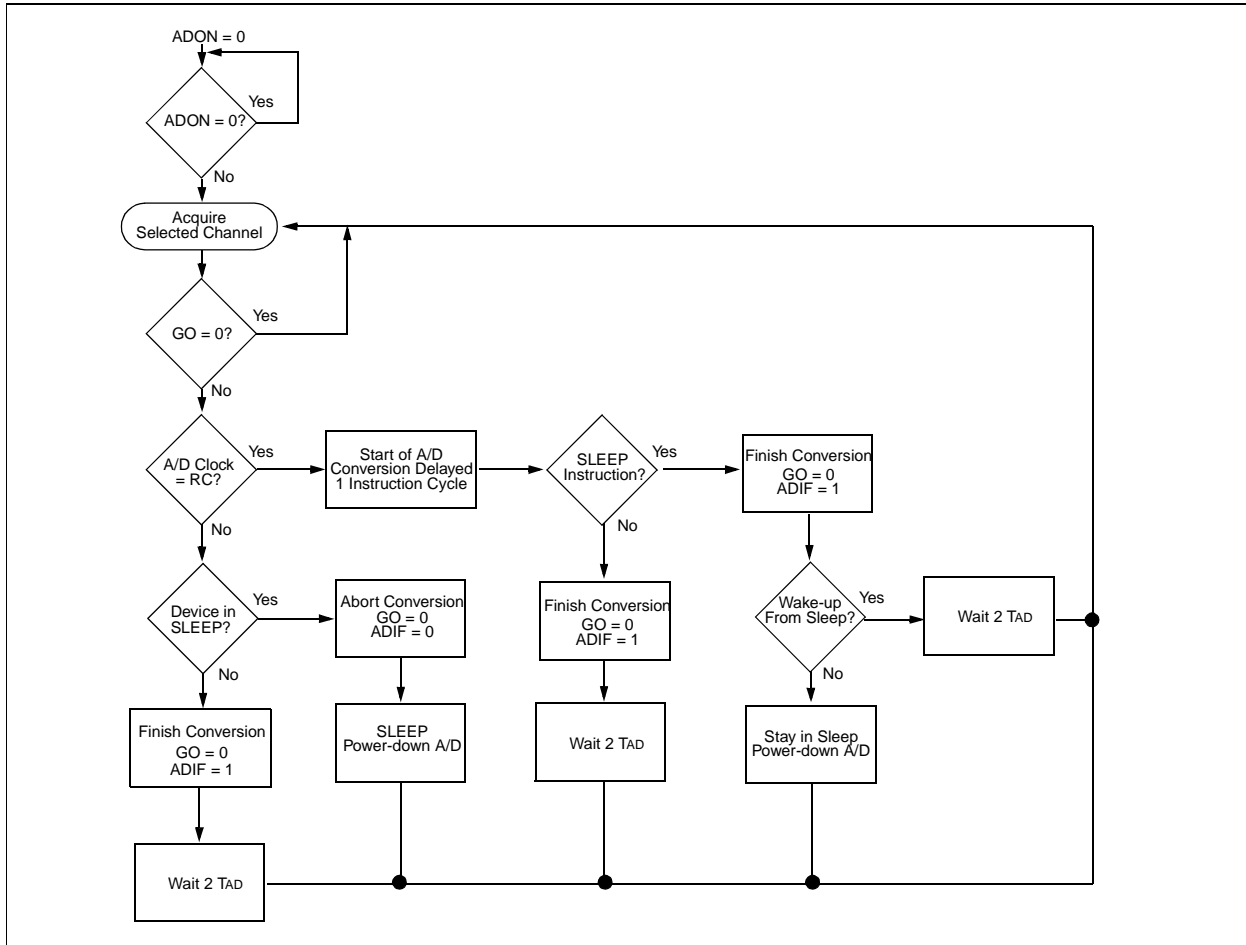 ADON = 0
Yes
ADON = 0?
No
Acquire
Selected Channel
Yes
GO = 0?
No
Yes
A/D Clock
= RC?
No
Start of A/D
Conversion Delayed
1 Instruction Cycle
SLEEP
Instruction?
Yes
No
Finish Conversion
GO = 0
ADIF = 1
Device in
SLEEP?
Yes
No
Abort Conversion
GO = 0
ADIF = 0
Finish Conversion
GO = 0
ADIF = 1
Wake-up
From Sleep?
Yes
No
Wait 2 TAD
Finish Conversion
GO = 0
ADIF = 1
SLEEP
Power-down A/D
Wait 2 TAD
Stay in Sleep
Power-down A/D
Wait 2 TAD